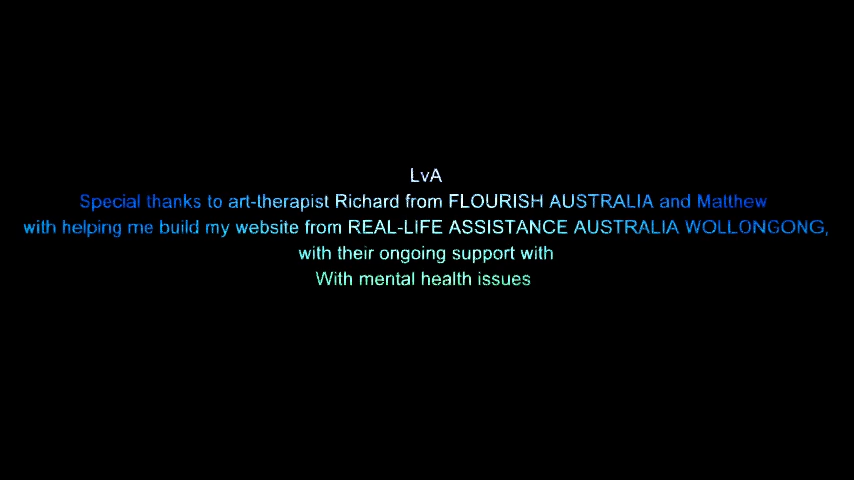 LvA
Special thanks to art-therapist Richard from FLOURISH AUSTRALIA and Matthew
with helping me build my website from REAL-LIFE ASSISTANCE AUSTRALIA WOLLONGONG,
with their ongoing support with
With mental health issues